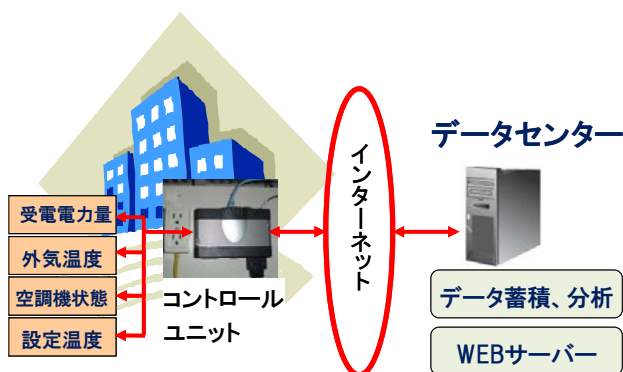 受電電力量
外気温度
空調機状態
設定温度
コントロール
ユニット
インターネット
データセンター
データ蓄積、分析
WEBサーバー